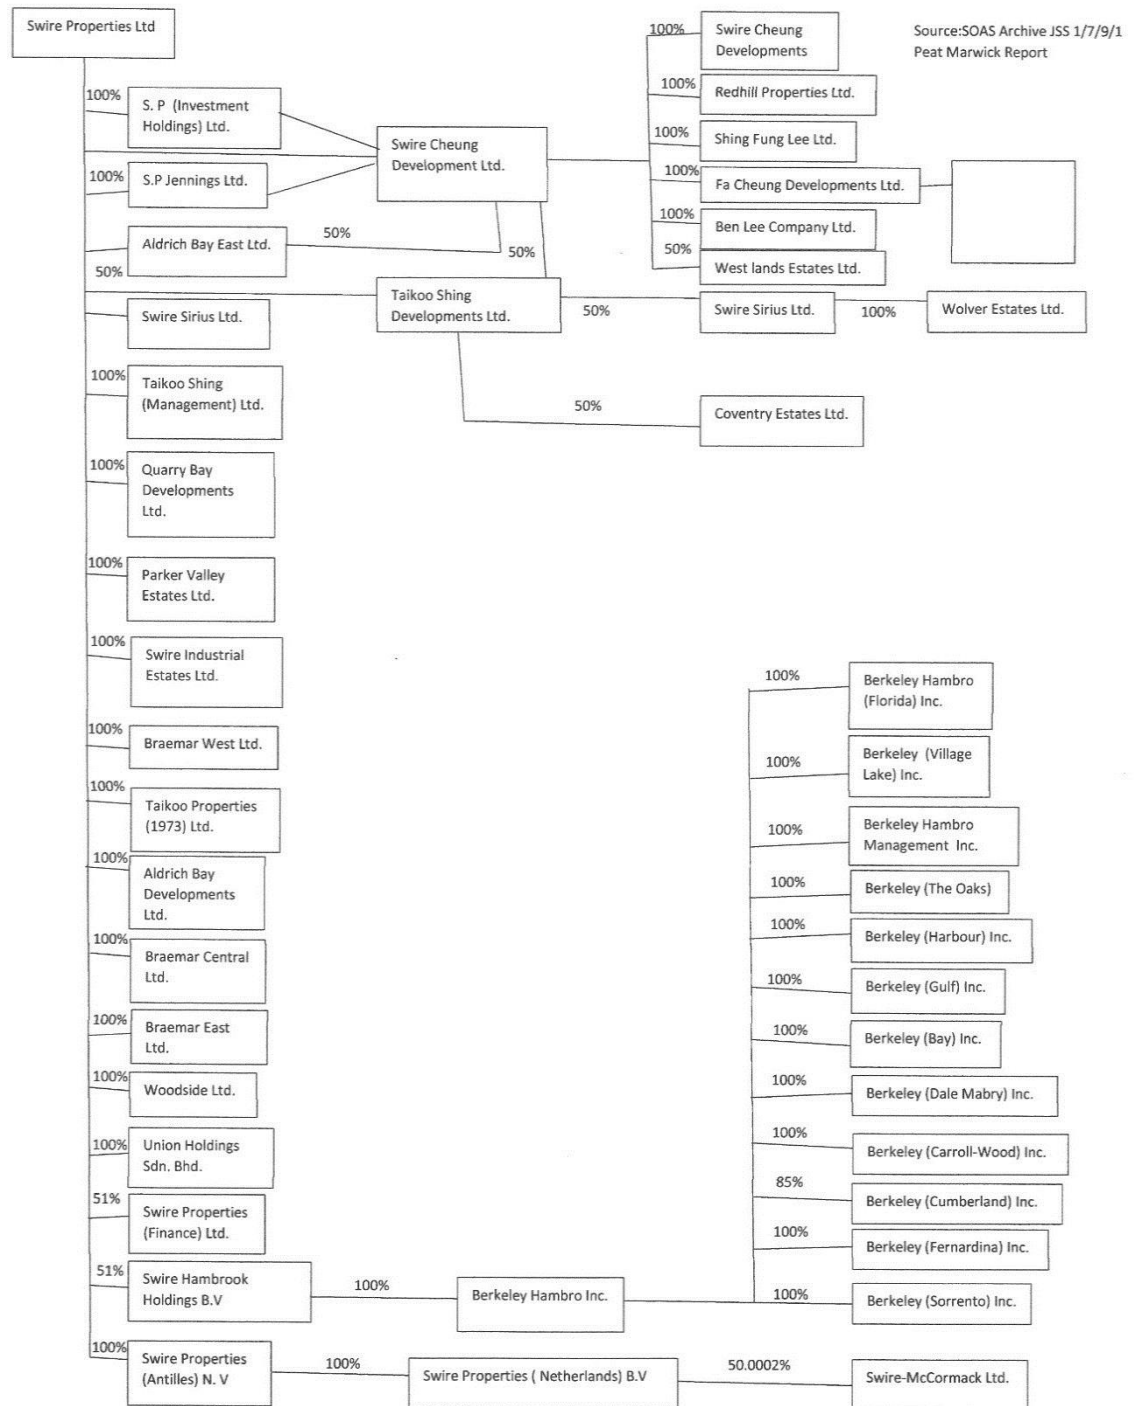 Swire Properties Ltd
100%
Swire Cheung
Developments
Source:SOAS Archive JSS 1/7/9/1
Peat Marwick Report
100%
S. P (Investment
Holdings) Ltd.
100%
Redhill Properties Ltd.
Swire Cheung
Development Ltd.
100%
Shing Fung Lee Ltd.
100%
S.P Jennings Ltd.
100%
Fa Cheung Developments Ltd.
100%
Ben Lee Company Ltd.
Aldrich Bay East Ltd.
50%
50%
50%
West lands Estates Ltd.
50%
Taikoo Shing
Developments Ltd.
Swire Sirius Ltd.
50%
Swire Sirius Ltd.
100%
Wolver Estates Ltd.
100%
Taikoo Shing
(Management) Ltd.
50%
Coventry Estates Ltd.
100%
Quarry Bay
Developments
Ltd.
100%
Parker Valley
Estates Ltd.
100%
Swire Industrial
Estates Ltd.
100%
Braemar West Ltd.
100%
Taikoo Properties
(1973) Ltd.
100%
Aldrich Bay
Developments
Ltd.
100%
Braemar Central
Ltd.
100%
Braemar East
Ltd.
100%
Woodside Ltd.
100%
Union Holdings
Sdn. Bhd.
51%
Swire Properties
(Finance) Ltd.
51%
Swire Hambrook
Holdings B.V
100%
Berkeley Hambro Inc.
100%
Berkeley Hambro
(Florida) Inc.
100%
Berkeley (Village
Lake) Inc.
100%
Berkeley Hambro
Management Inc.
100%
Berkeley (The Oaks)
100%
Berkeley (Harbour) Inc.
100%
Berkeley (Gulf) Inc.
100%
Berkeley (Bay) Inc.
100%
Berkeley (Dale Mabry) Inc.
100%
Berkeley (Carroll-Wood) Inc.
85%
Berkeley (Cumberland) Inc.
100%
Berkeley (Fernardina) Inc.
100%
Berkeley (Sorrento) Inc.
100%
Swire Properties
(Antilles) N. V
100%
Swire Properties ( Netherlands) B.V
50.0002%
Swire-McCormack Ltd.